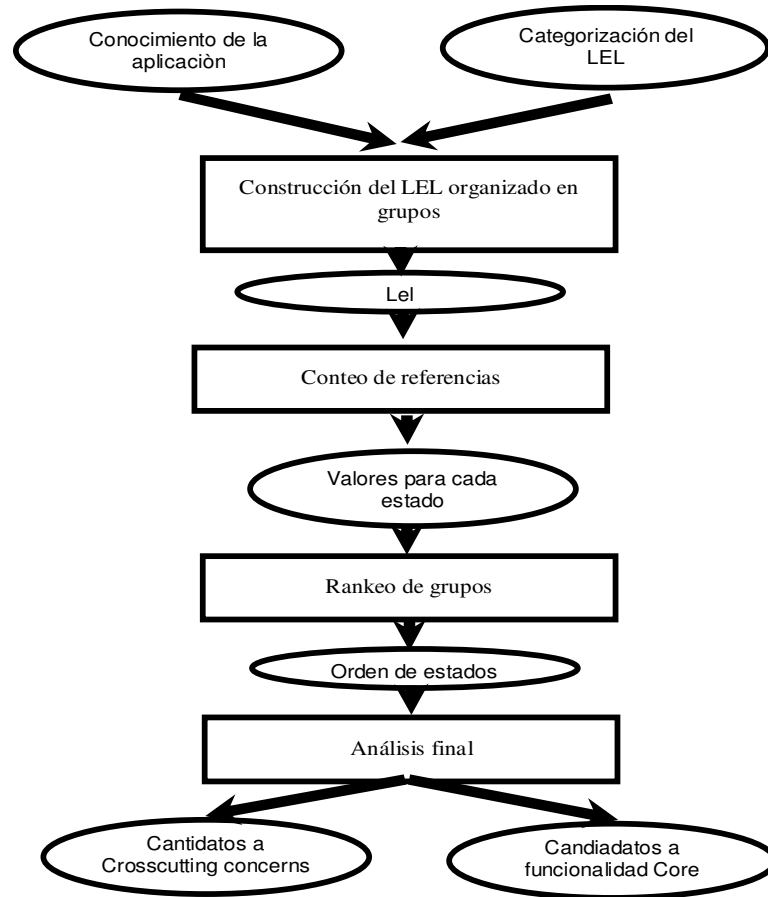 Conocimiento de la
aplicaciòn
Categorización del
LEL
Construcción del LEL organizado en
grupos
Lel
Conteo de referencias
Valores para cada
estado
Rankeo de grupos
Orden de estados
Análisis final
Cantidatos a
Crosscutting concerns
Candiadatos a
funcionalidad Core